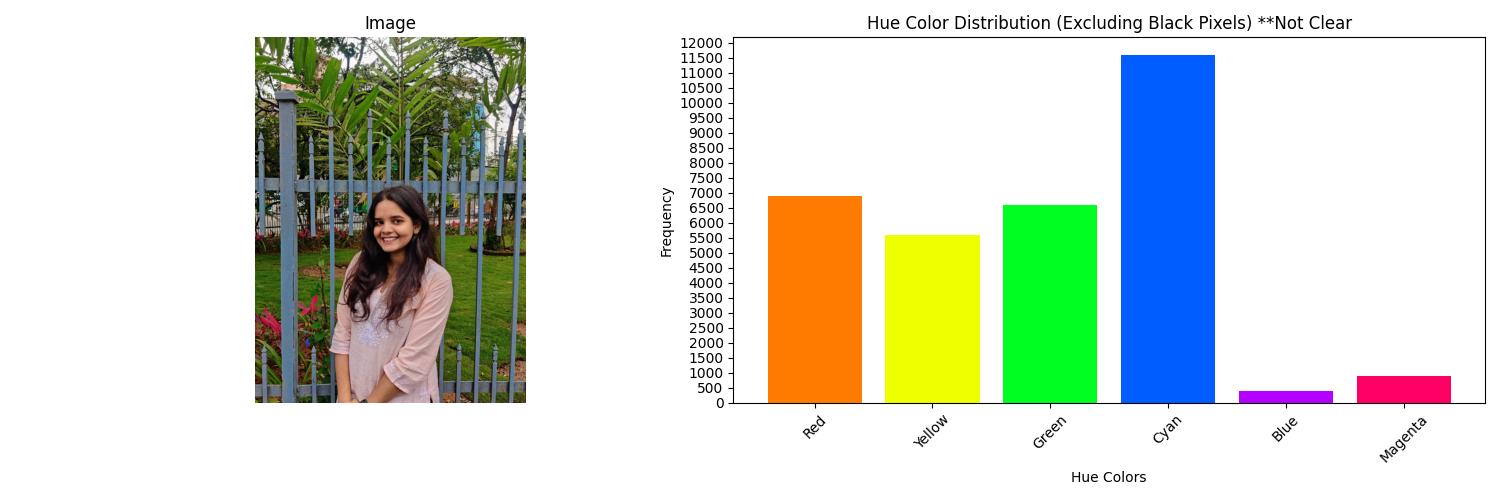 Image
Hue Color Distribution (Excluding Black Pixels) **Not Clear
12000
11500
11000
10500
10000
9500
9000
8500
8000
7500
7000
6500
6000
5500
5000
4500
4000
3500
3000
2500
2000
1500
1000
500
0
Frequency
Red
Yellow
Green
Cyan
Blue
Magenta
Hue Colors